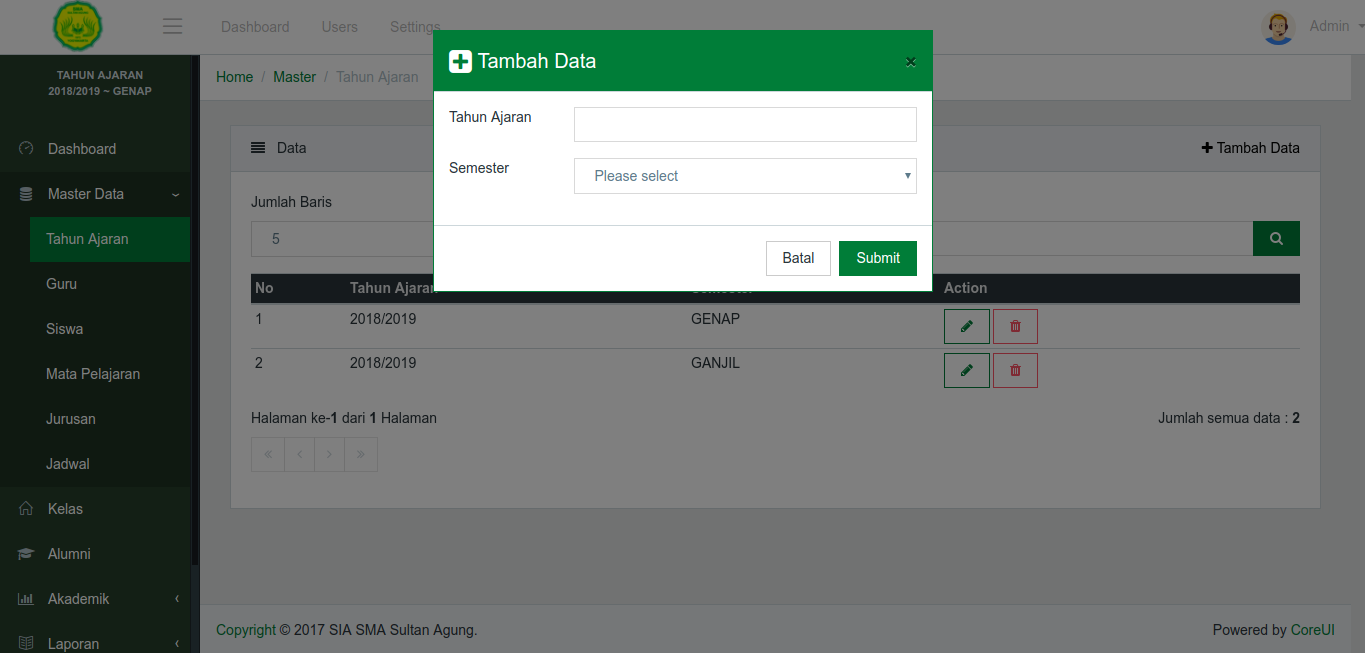 Dashboard Users Settings Admin
TAHUN AJARAN
2018/2019 ~ GENAP
Home / Master / Tahun Ajaran
Tambah Data
×
Tahun Ajaran
Semester
Please select
Batal Submit
Dashboard
Master Data
Tahun Ajaran
Guru
Siswa
Mata Pelajaran
Jurusan
Jadwal
Kelas
Alumni
Akademik
Laporan
Data
Tambah Data
Jumlah Baris
5
No Tahun Ajaran Semester Action
1 2018/2019 GENAP
2 2018/2019 GANJIL
Halaman ke-1 dari 1 Halaman
Jumlah semua data : 2
« ‹ › »
Copyright © 2017 SIA SMA Sultan Agung.
Powered by CoreUI